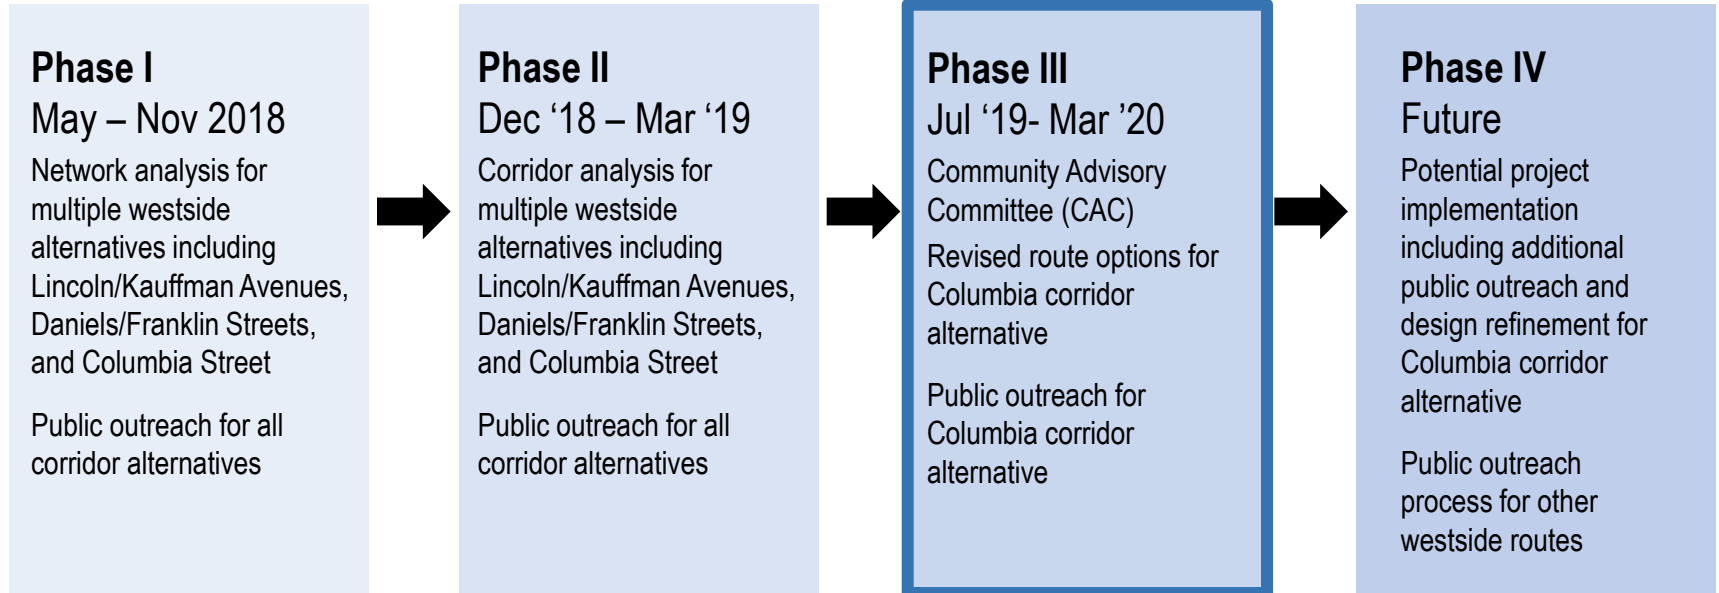 Phase I
May – Nov 2018
Network analysis for
multiple westside
alternatives including
Lincoln/Kauffman Avenues,
Daniels/Franklin Streets,
and Columbia Street
Public outreach for all
corridor alternatives
Phase II
Dec ‘18 – Mar ‘19
Corridor analysis for
multiple westside
alternatives including
Lincoln/Kauffman Avenues,
Daniels/Franklin Streets,
and Columbia Street
Public outreach for all
corridor alternatives
Phase III
Jul ‘19- Mar ’20
Community Advisory
Committee (CAC)
Revised route options for
Columbia corridor
alternative
Public outreach for
Columbia corridor
alternative
Phase IV
Future
Potential project
implementation
including additional
public outreach and
design refinement for
Columbia corridor
alternative
Public outreach
process for other
westside routes